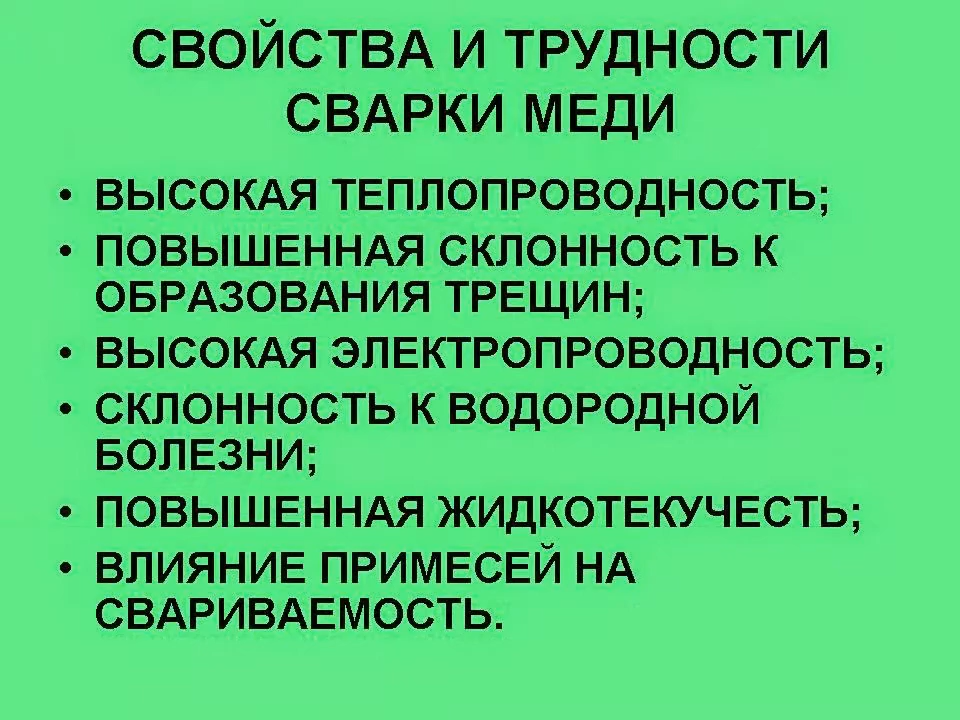 СВОЙСТВА И ТРУДНОСТИ
СВАРКИ МЕДИ
• ВЫСОКАЯ ТЕПЛОПРОВОДНОСТЬ;
• ПОВЫШЕННАЯ СКЛОННОСТЬ К
ОБРАЗОВАНИЯ ТРЕЩИН;
• ВЫСОКАЯ ЭЛЕКТРОПРОВОДНОСТЬ;
• СКЛОННОСТЬ К ВОДОРОДНОЙ
БОЛЕЗНИ;
• ПОВЫШЕННАЯ ЖИДКОТЕКУЧЕСТЬ;
• ВЛИЯНИЕ ПРИМЕСЕЙ НА
СВАРИВАЕМОСТЬ.